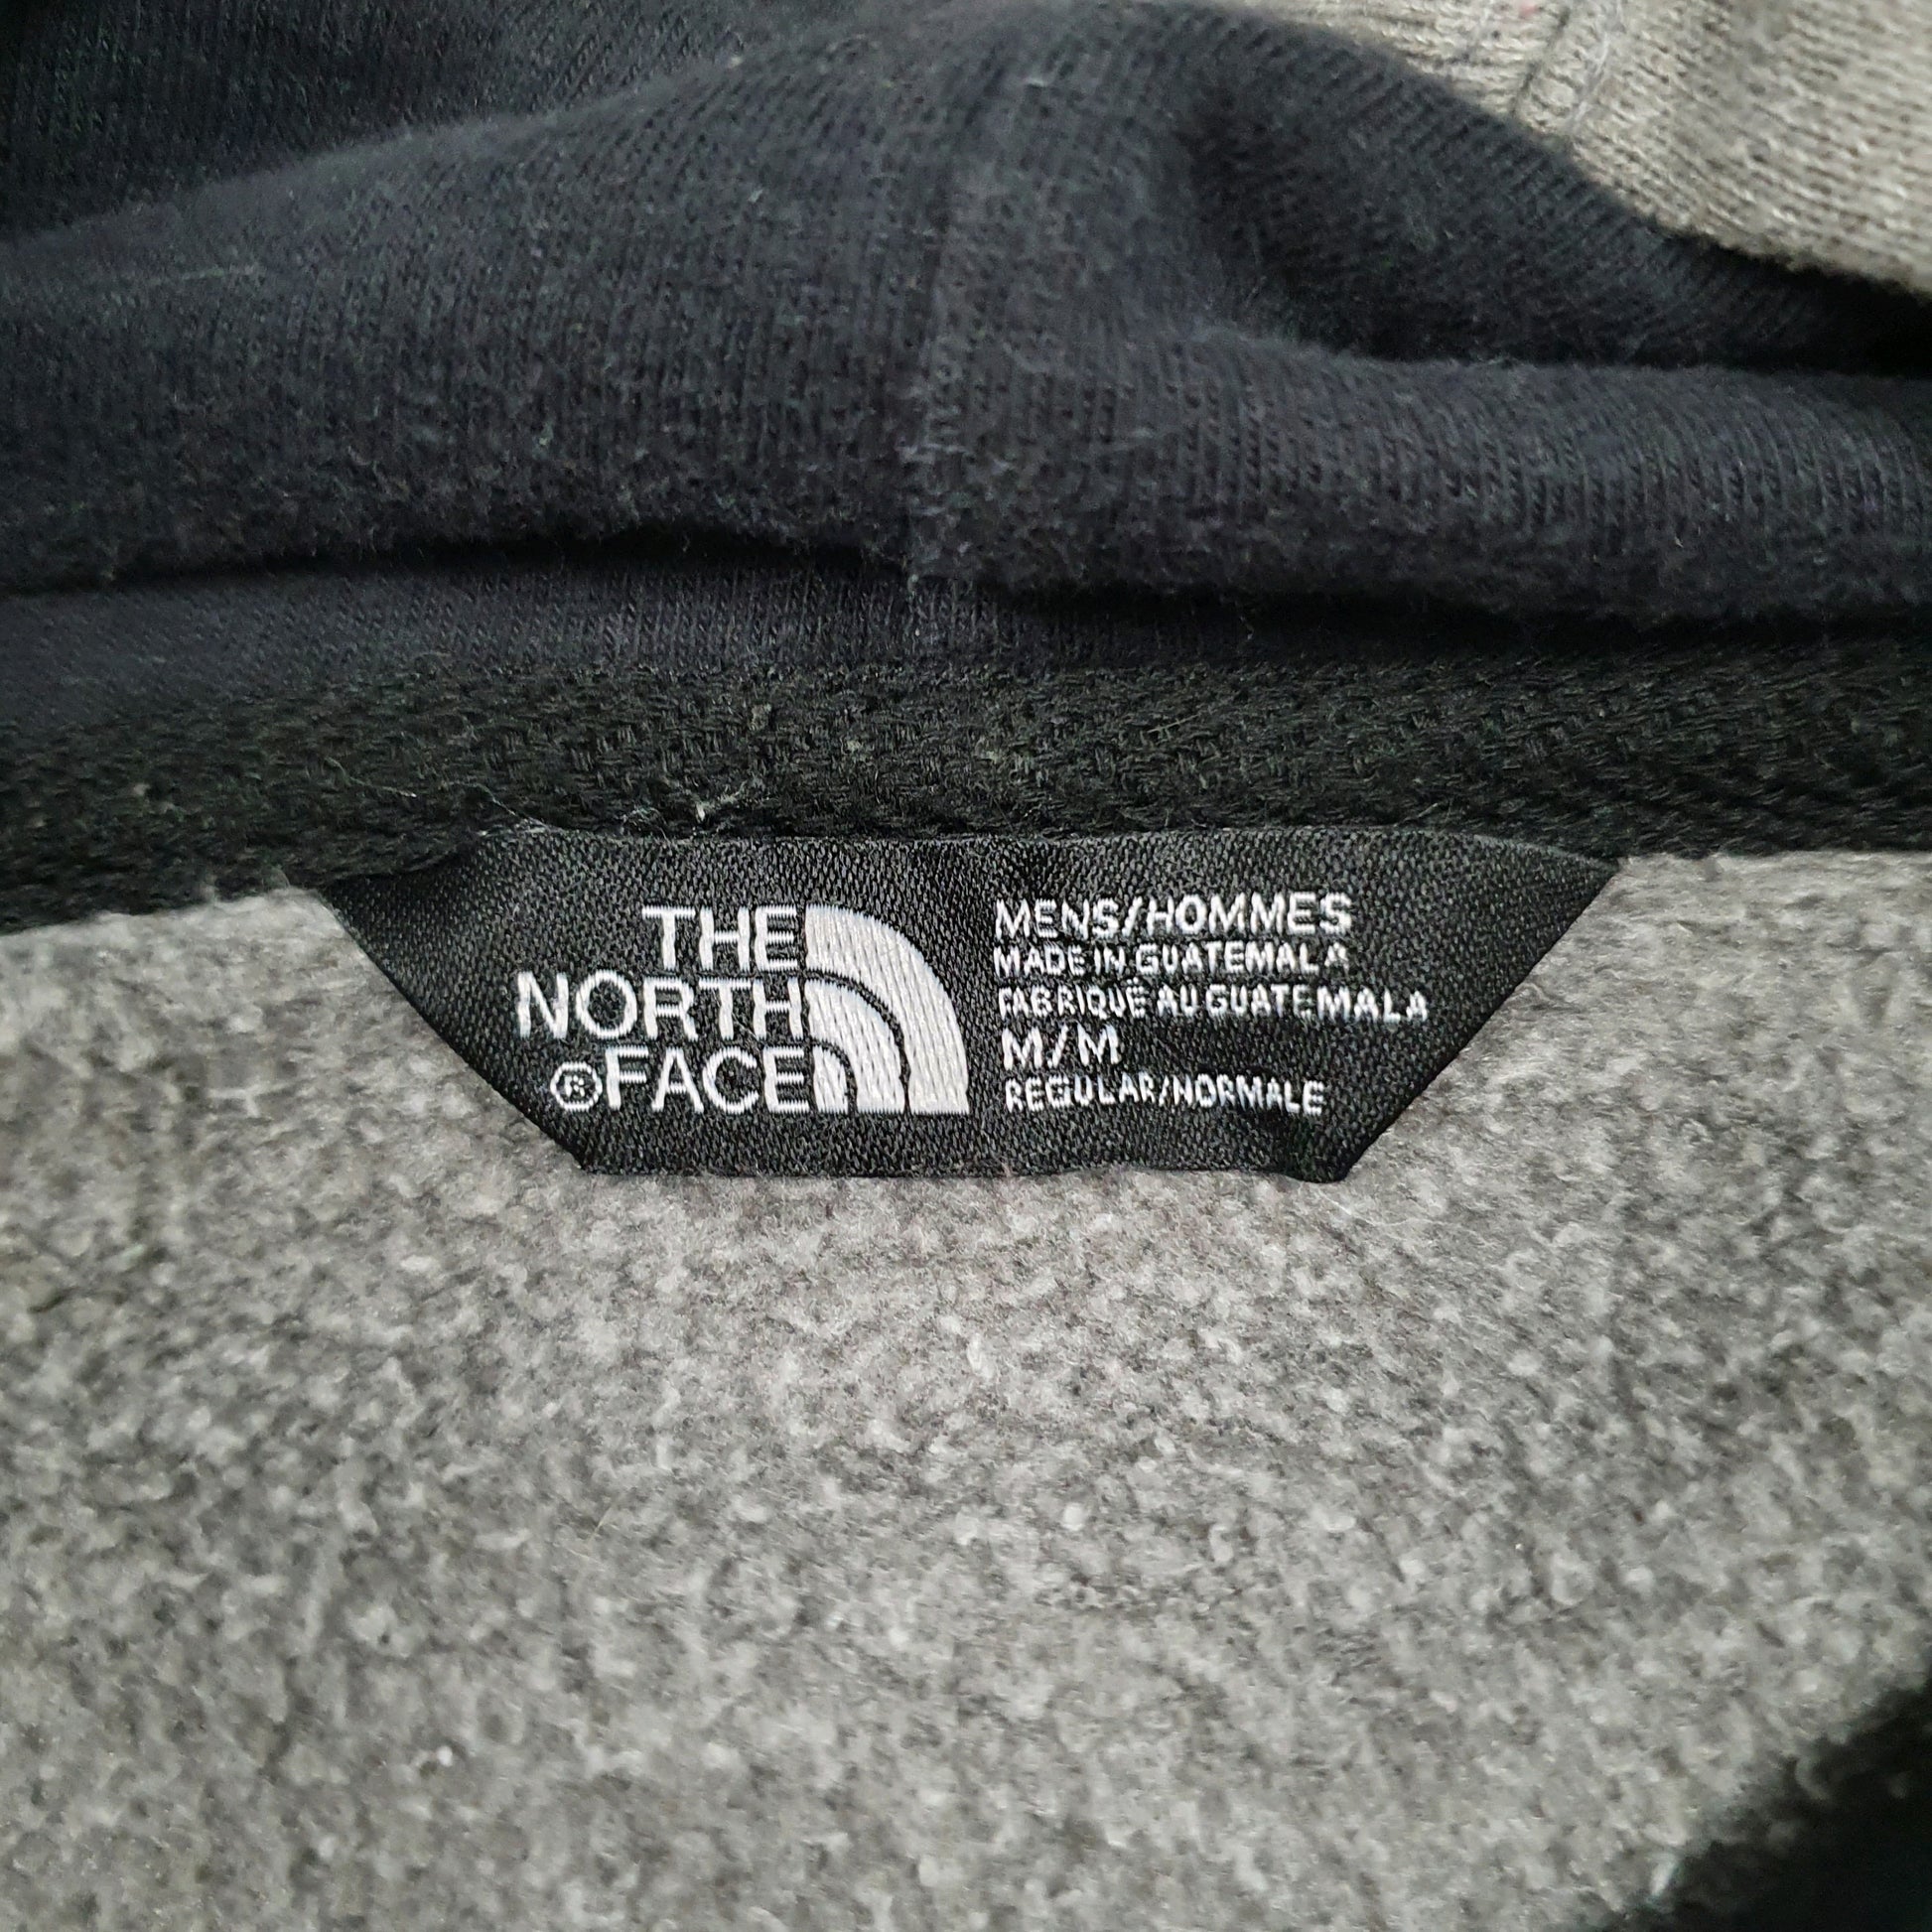 THE
NORTH
®FACE
MENS/HOMMES
MADE IN GUATEMALA
FABRIQUÉ AU GUATEMALA
M/M
REGULAR/NORMALE